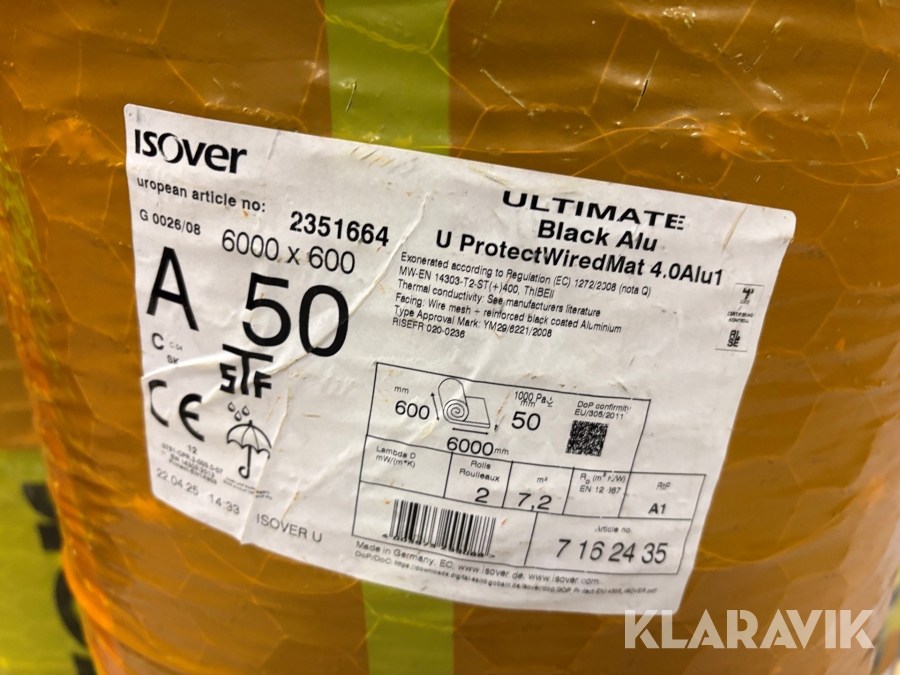 ISOVER
uropean article no: 2351664
G 0026/08
6000 x 600
A 50
STF
CE
12
22.04.25 14:33 ISOVER U
ULTIMATE
Black Alu
U ProtectWiredMat 4.0Alu1
Exonerated according to Regulation (EC) 1272/2008 (nota Q)
MW-EN 14303-T2-ST(+)400, ThIBEII
Thermal conductivity: See manufacturers literature
Facing: Wire mesh + reinforced black coated Aluminium
Type Approval Mark: YM29/6221/2008
RISEFR 020-0236
mm
600
6000mm
1000 Pa
mm
50
DoP conformity
EU/305/2011
Lambda D
mW/(m*K)
Rolls
Rouleaux
2
m²
7,2
EN 12
RtF
A1
Article no.
7 16 24 35
Made in Germany, EC, www.isover.de, www.isover.com
KLARAVIK